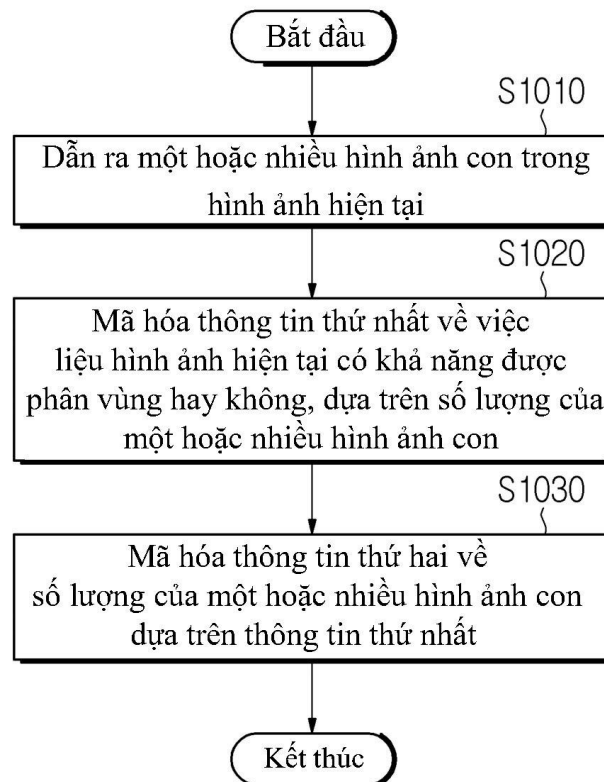 Bắt đầu
S1010
Dẫn ra một hoặc nhiều hình ảnh con trong
hình ảnh hiện tại
S1020
Mã hóa thông tin thứ nhất về việc
liệu hình ảnh hiện tại có khả năng được
phân vùng hay không, dựa trên số lượng của
một hoặc nhiều hình ảnh con
S1030
Mã hóa thông tin thứ hai về
số lượng của một hoặc nhiều hình ảnh con
dựa trên thông tin thứ nhất
Kết thúc